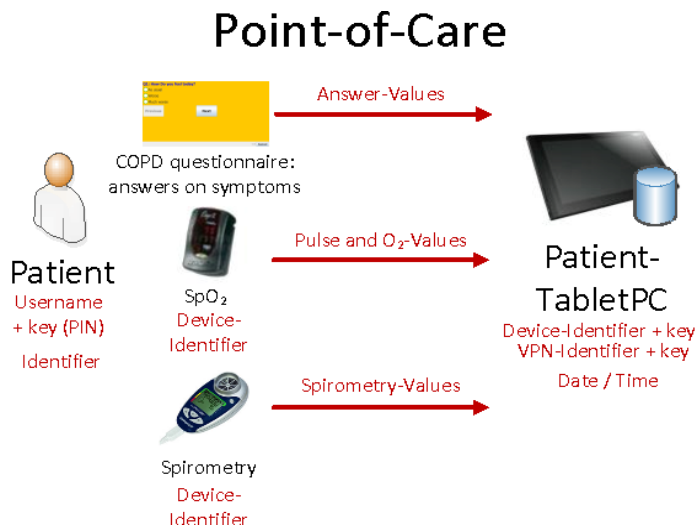 Point-of-Care
Answer-Values
COPD questionnaire:
answers on symptoms
Pulse and O₂-Values
Patient
Username
+ key (PIN)
Identifier
SpO₂
Device-
Identifier
Patient-
TabletPC
Device-Identifier + key
VPN-Identifier + key
Date / Time
Spirometry-Values
Spirometry
Device-
Identifier